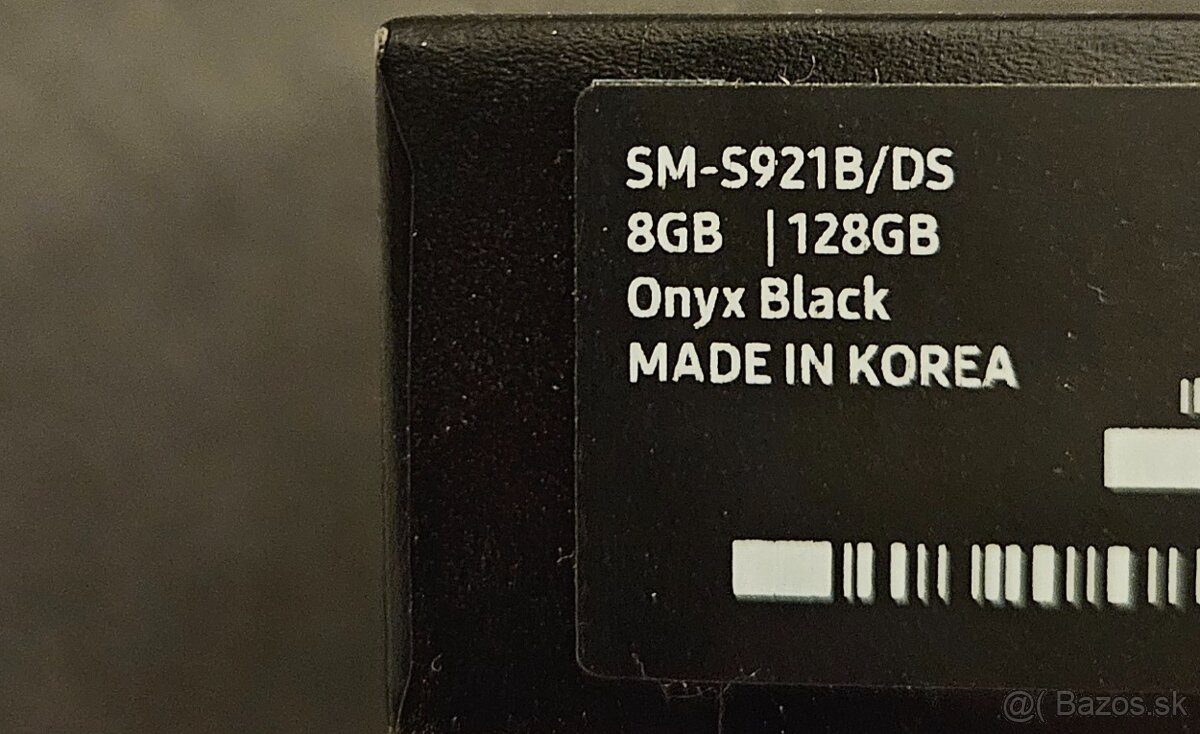 SM-S921B/DS
8GB | 128GB
Onyx Black
MADE IN KOREA
@( Bazos.sk